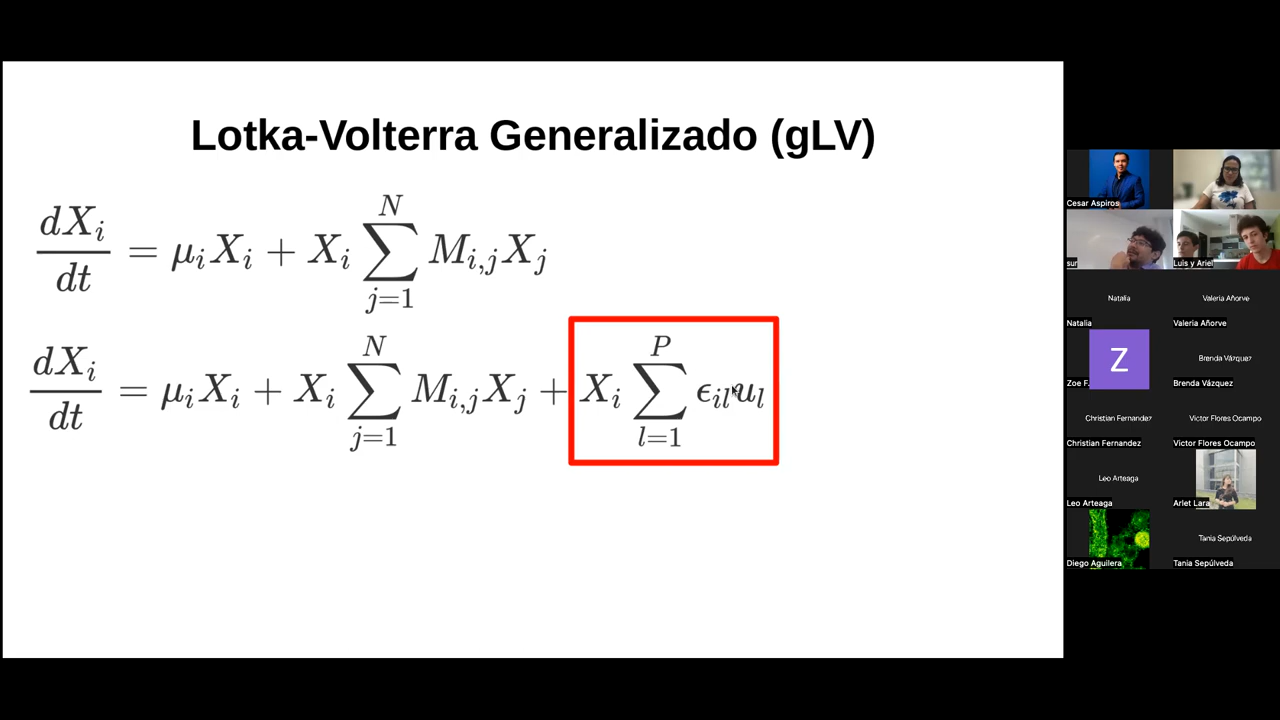 Lotka-Volterra Generalizado (gLV)
dX_i/dt = μ_i X_i + X_i ∑_{j=1}^{N} M_{i,j} X_j
dX_i/dt = μ_i X_i + X_i ∑_{j=1}^{N} M_{i,j} X_j + X_i ∑_{l=1}^{P} ϵ_{il} u_l
Cesar Aspiros
sur
Luis y Ariel
Natalia
Valeria Añorve
Natalia
Valeria Añorve
Z
Brenda Vázquez
Zoe F.
Brenda Vázquez
Christian Fernandez
Victor Flores Ocampo
Christian Fernandez
Victor Flores Ocampo
Leo Arteaga
Leo Arteaga
Arlet Lara
Tania Sepúlveda
Diego Aguilera
Tania Sepúlveda